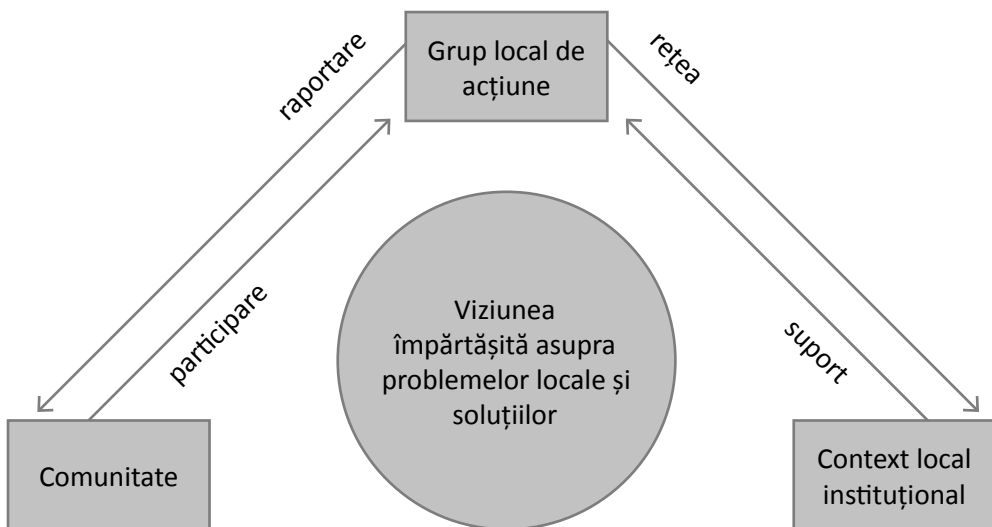 Grup local de
acțiune
raportare
rețea
participare
suport
Viziunea
împărtășită asupra
problemelor locale și
soluțiilor
Comunitate
Context local
instituțional